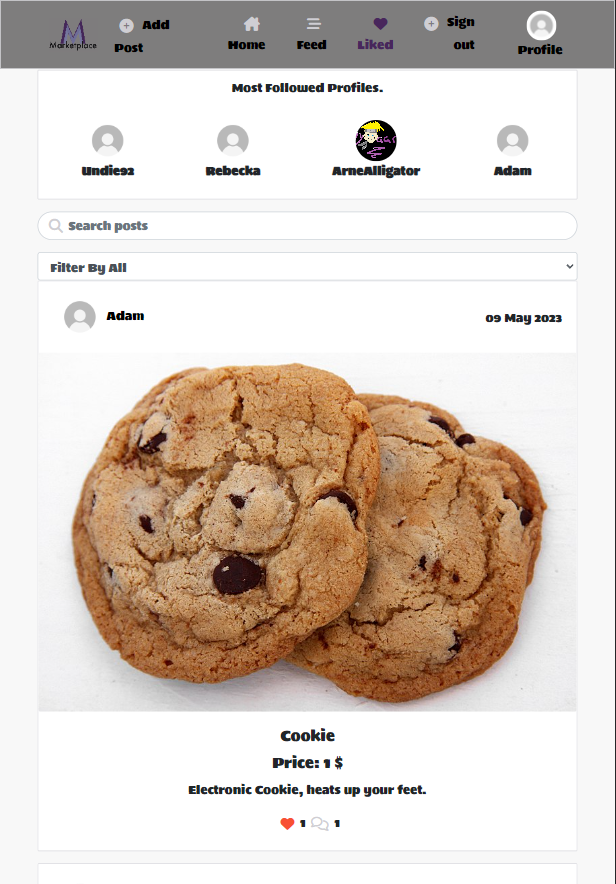 Marketplace
Add Post
Home
Feed
Liked
Sign out
Profile
Most Followed Profiles.
Undie92
Rebecka
ArneAlligator
Adam
Search posts
Filter By All
Adam
09 May 2023
Cookie
Price: 1 $
Electronic Cookie, heats up your feet.
1 1